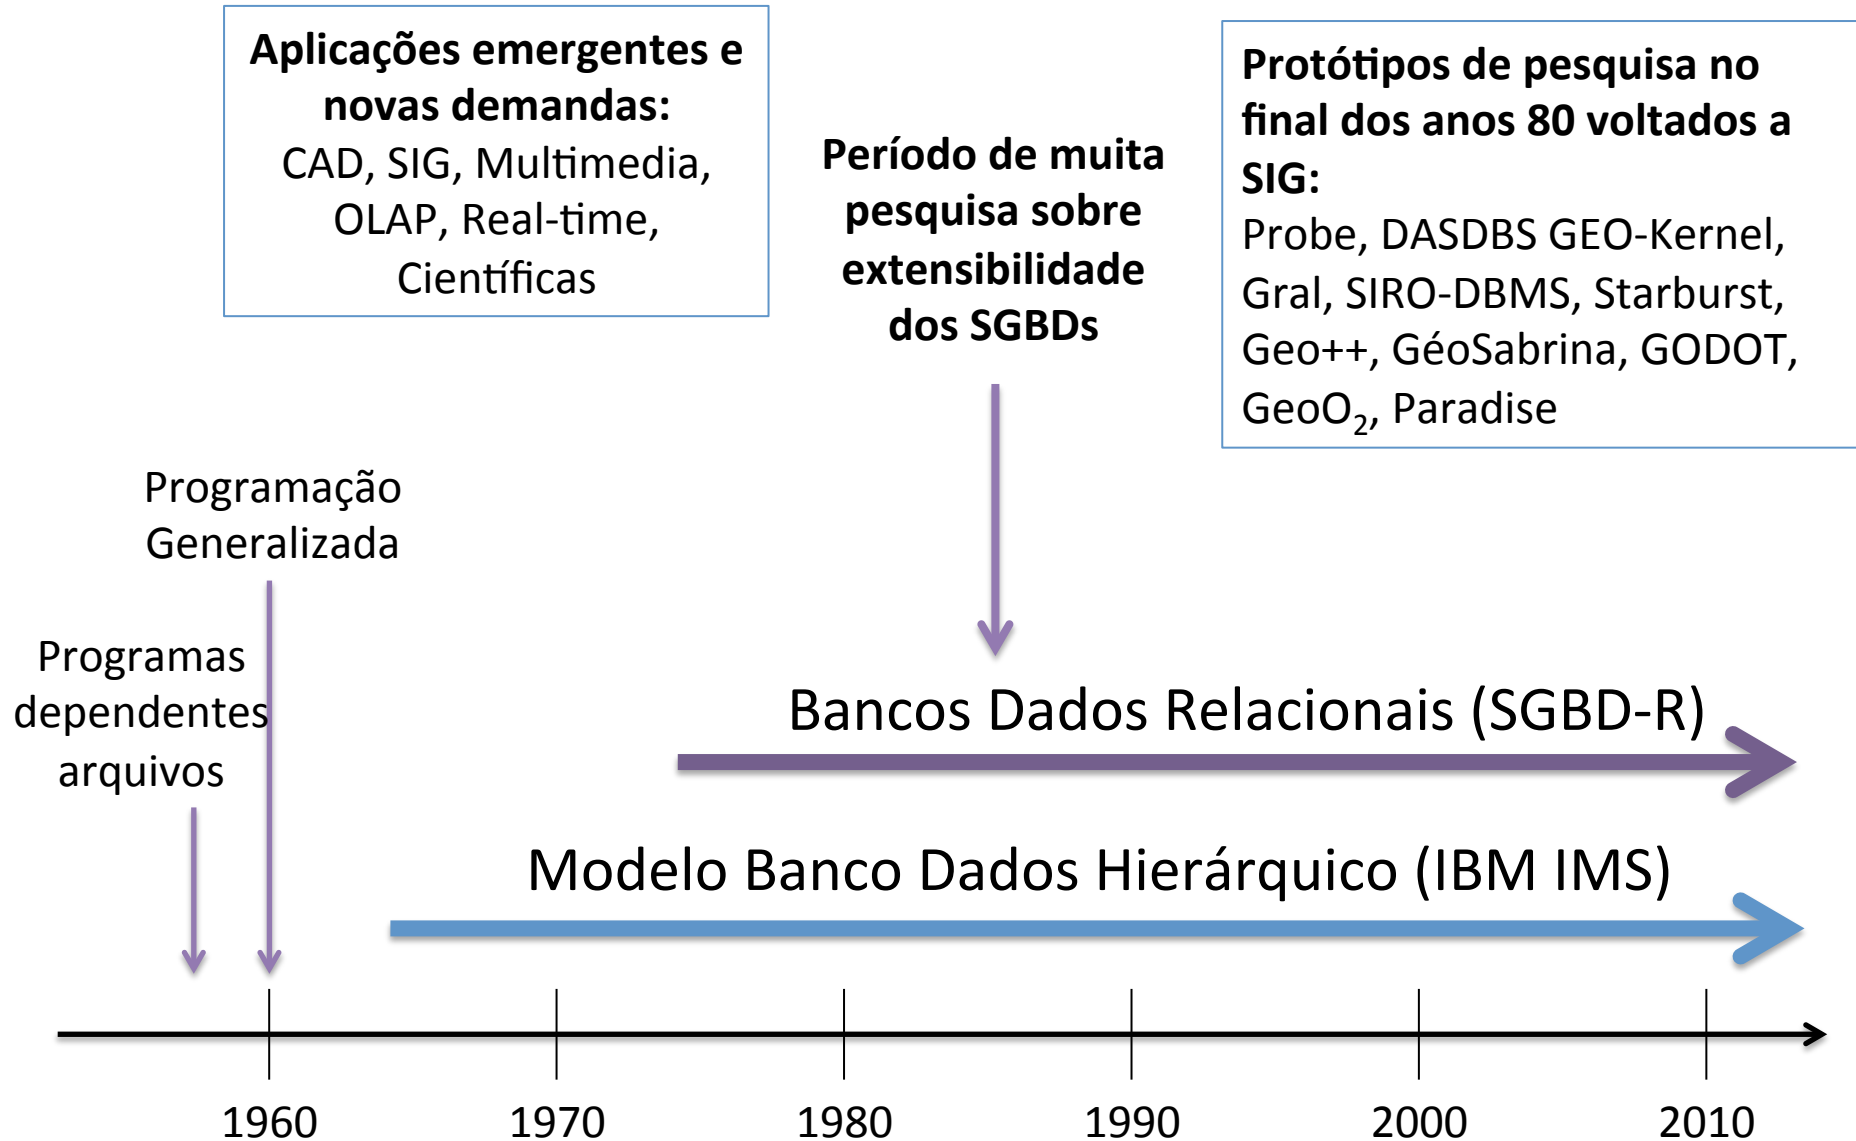 Aplicações emergentes e
novas demandas:
CAD, SIG, Multimedia,
OLAP, Real-time,
Científicas
Período de muita
pesquisa sobre
extensibilidade
dos SGBDs
Protótipos de pesquisa no
final dos anos 80 voltados a
SIG:
Probe, DASDBS GEO-Kernel,
Gral, SIRO-DBMS, Starburst,
Geo++, GéoSabrina, GODOT,
GeoO₂, Paradise
Programação
Generalizada
Programas
dependentes
arquivos
Bancos Dados Relacionais (SGBD-R)
Modelo Banco Dados Hierárquico (IBM IMS)
1960 1970 1980 1990 2000 2010